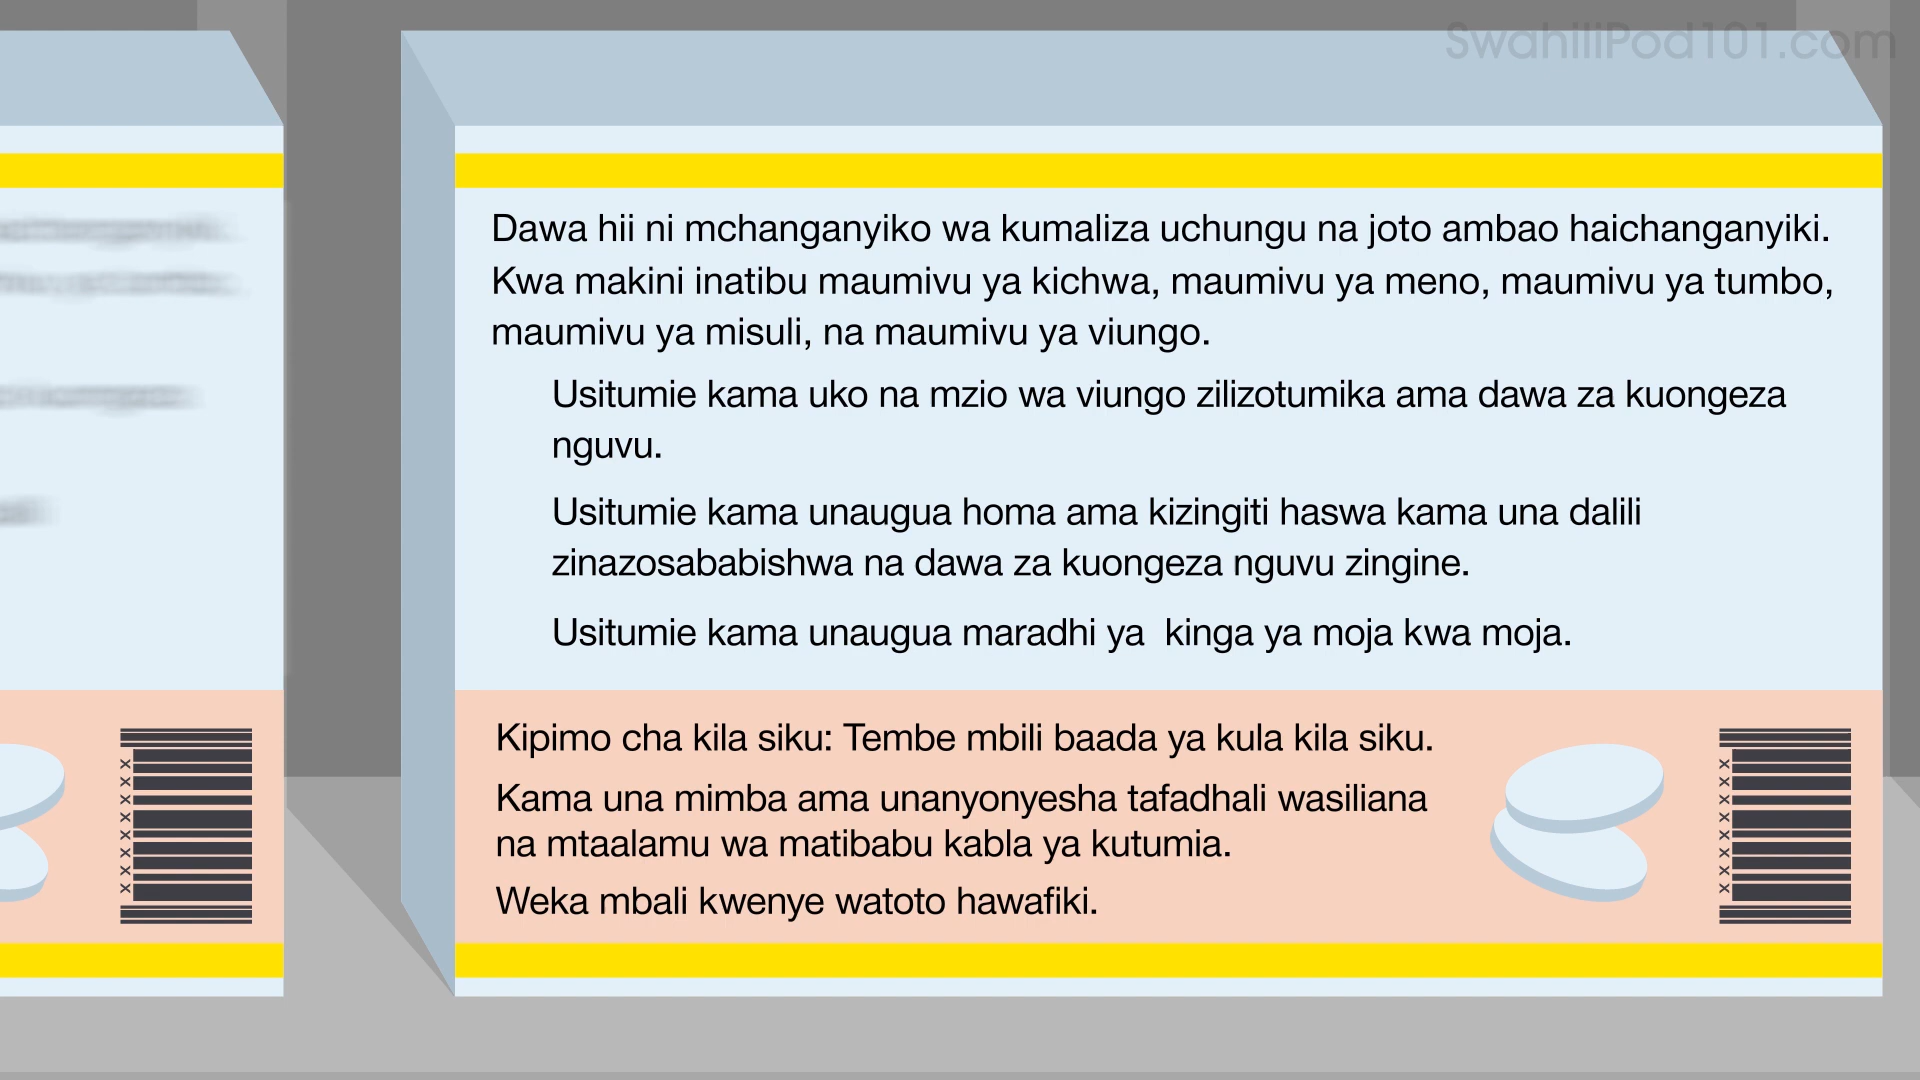 SwahiliPod101.com
Dawa hii ni mchanganyiko wa kumaliza uchungu na joto ambao haichanganyiki.
Kwa makini inatibu maumivu ya kichwa, maumivu ya meno, maumivu ya tumbo,
maumivu ya misuli, na maumivu ya viungo.
Usitumie kama uko na mzio wa viungo zilizotumika ama dawa za kuongeza
nguvu.
Usitumie kama unaugua homa ama kizingiti haswa kama una dalili
zinazosababishwa na dawa za kuongeza nguvu zingine.
Usitumie kama unaugua maradhi ya kinga ya moja kwa moja.
Kipimo cha kila siku: Tembe mbili baada ya kula kila siku.
Kama una mimba ama unanyonyesha tafadhali wasiliana
na mtaalamu wa matibabu kabla ya kutumia.
Weka mbali kwenye watoto hawafiki.
xxxxxxxx
xxxxxxxx